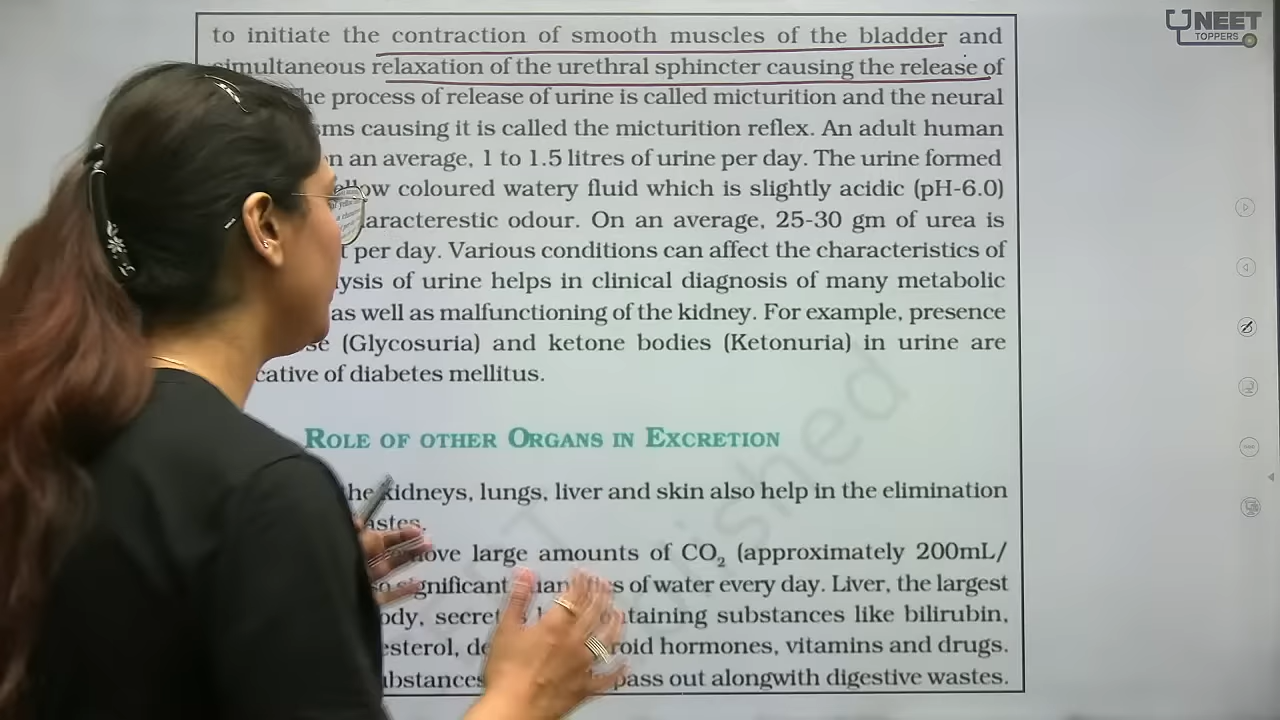 to initiate the contraction of smooth muscles of the bladder and
simultaneous relaxation of the urethral sphincter causing the release of
he process of release of urine is called micturition and the neural
sms causing it is called the micturition reflex. An adult human
n an average, 1 to 1.5 litres of urine per day. The urine formed
ellow coloured watery fluid which is slightly acidic (pH-6.0)
aracterestic odour. On an average, 25-30 gm of urea is
t per day. Various conditions can affect the characteristics of
ysis of urine helps in clinical diagnosis of many metabolic
as well as malfunctioning of the kidney. For example, presence
se (Glycosuria) and ketone bodies (Ketonuria) in urine are
cative of diabetes mellitus.
ROLE OF OTHER ORGANS IN EXCRETION
he kidneys, lungs, liver and skin also help in the elimination
astes.
ove large amounts of CO₂ (approximately 200mL/
significant of water every day. Liver, the largest
ody, secret ntaining substances like bilirubin,
esterol, de roid hormones, vitamins and drugs.
ubstances pass out alongwith digestive wastes.
NEET
TOPPERS